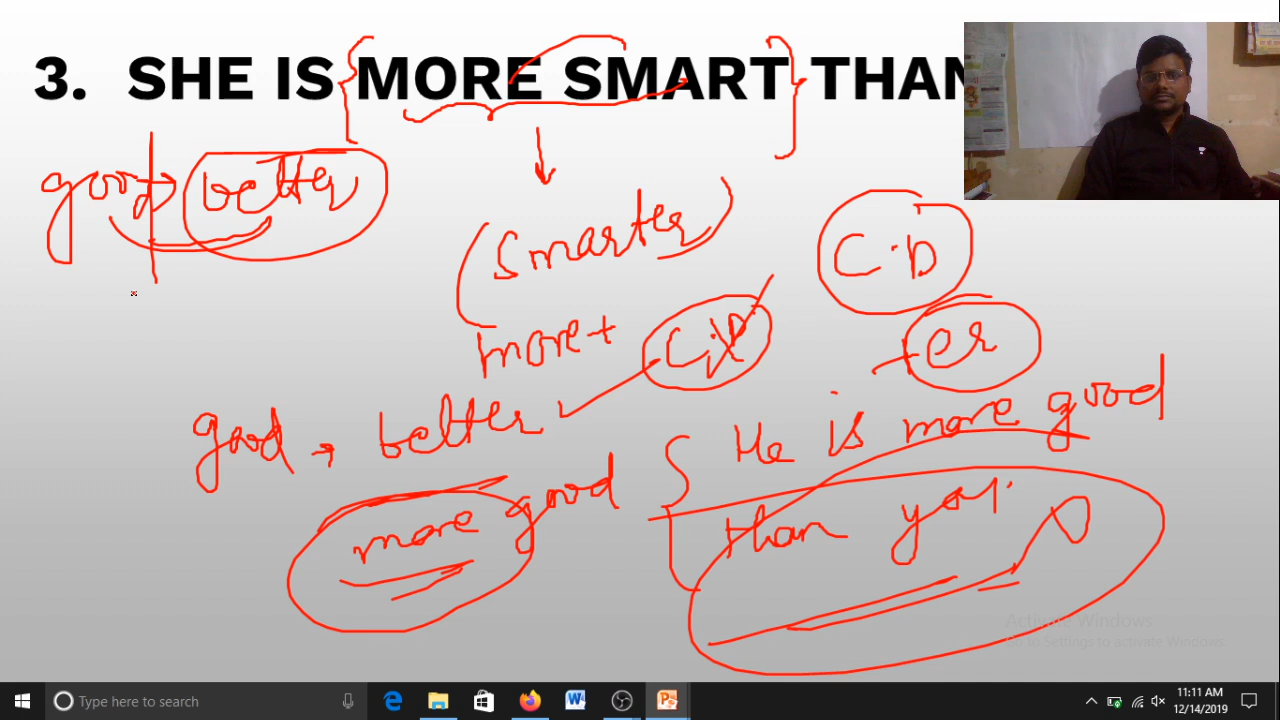 3. SHE IS { MORE SMART } THAN
good → better
(Smarter)
C.D
more+ C.D
+ er
good → better
He is more good
more good
than you.
Activate Windows
Go to Settings to activate Windows.
Type here to search
11:11 AM
12/14/2019